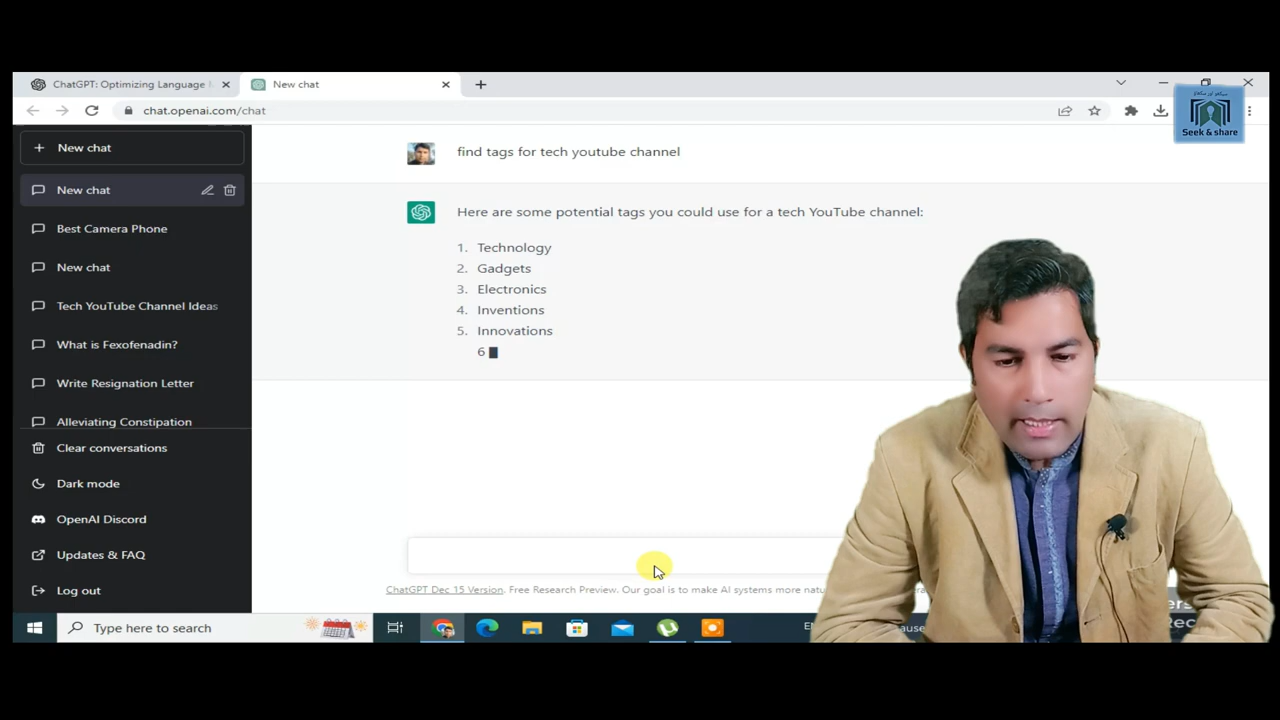 ChatGPT: Optimizing Language
New chat
chat.openai.com/chat
Seek & share
New chat
New chat
Best Camera Phone
New chat
Tech YouTube Channel Ideas
What is Fexofenadin?
Write Resignation Letter
Alleviating Constipation
Clear conversations
Dark mode
OpenAI Discord
Updates & FAQ
Log out
find tags for tech youtube channel
Here are some potential tags you could use for a tech YouTube channel:
1. Technology
2. Gadgets
3. Electronics
4. Inventions
5. Innovations
6
ChatGPT Dec 15 Version. Free Research Preview. Our goal is to make AI systems more natu
Type here to search